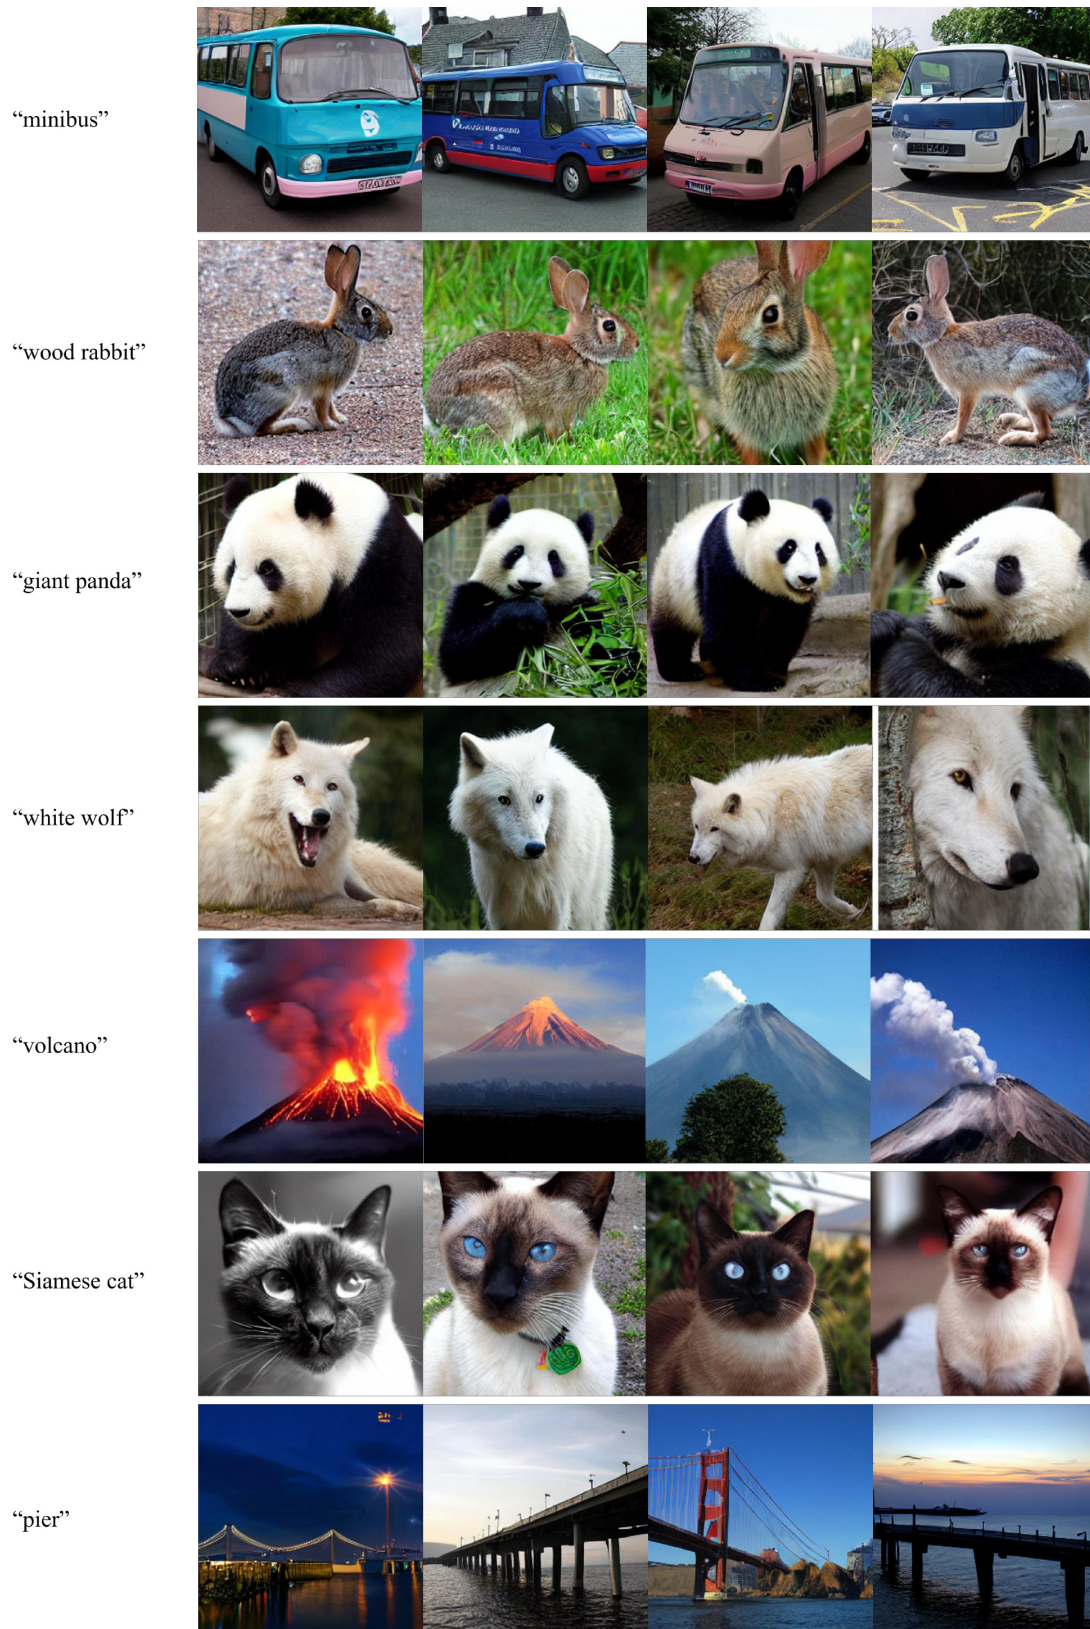 “minibus”
“wood rabbit”
“giant panda”
“white wolf”
“volcano”
“Siamese cat”
“pier”